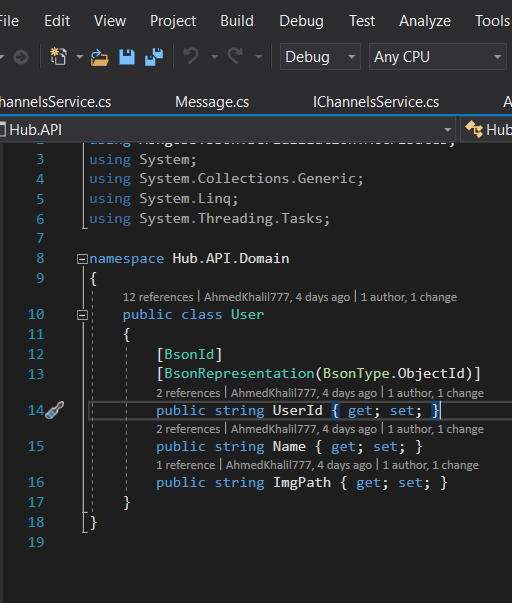 File Edit View Project Build Debug Test Analyze Tools
Debug Any CPU
hannelsService.cs Message.cs IChannelsService.cs A
Hub.API Hub
2
3 using System;
4 using System.Collections.Generic;
5 using System.Linq;
6 using System.Threading.Tasks;
7
8 namespace Hub.API.Domain
9 {
12 references | AhmedKhalil777, 4 days ago | 1 author, 1 change
10 public class User
11 {
12 [BsonId]
13 [BsonRepresentation(BsonType.ObjectId)]
2 references | AhmedKhalil777, 4 days ago | 1 author, 1 change
14 public string UserId { get; set; }
2 references | AhmedKhalil777, 4 days ago | 1 author, 1 change
15 public string Name { get; set; }
1 reference | AhmedKhalil777, 4 days ago | 1 author, 1 change
16 public string ImgPath { get; set; }
17 }
18 }
19